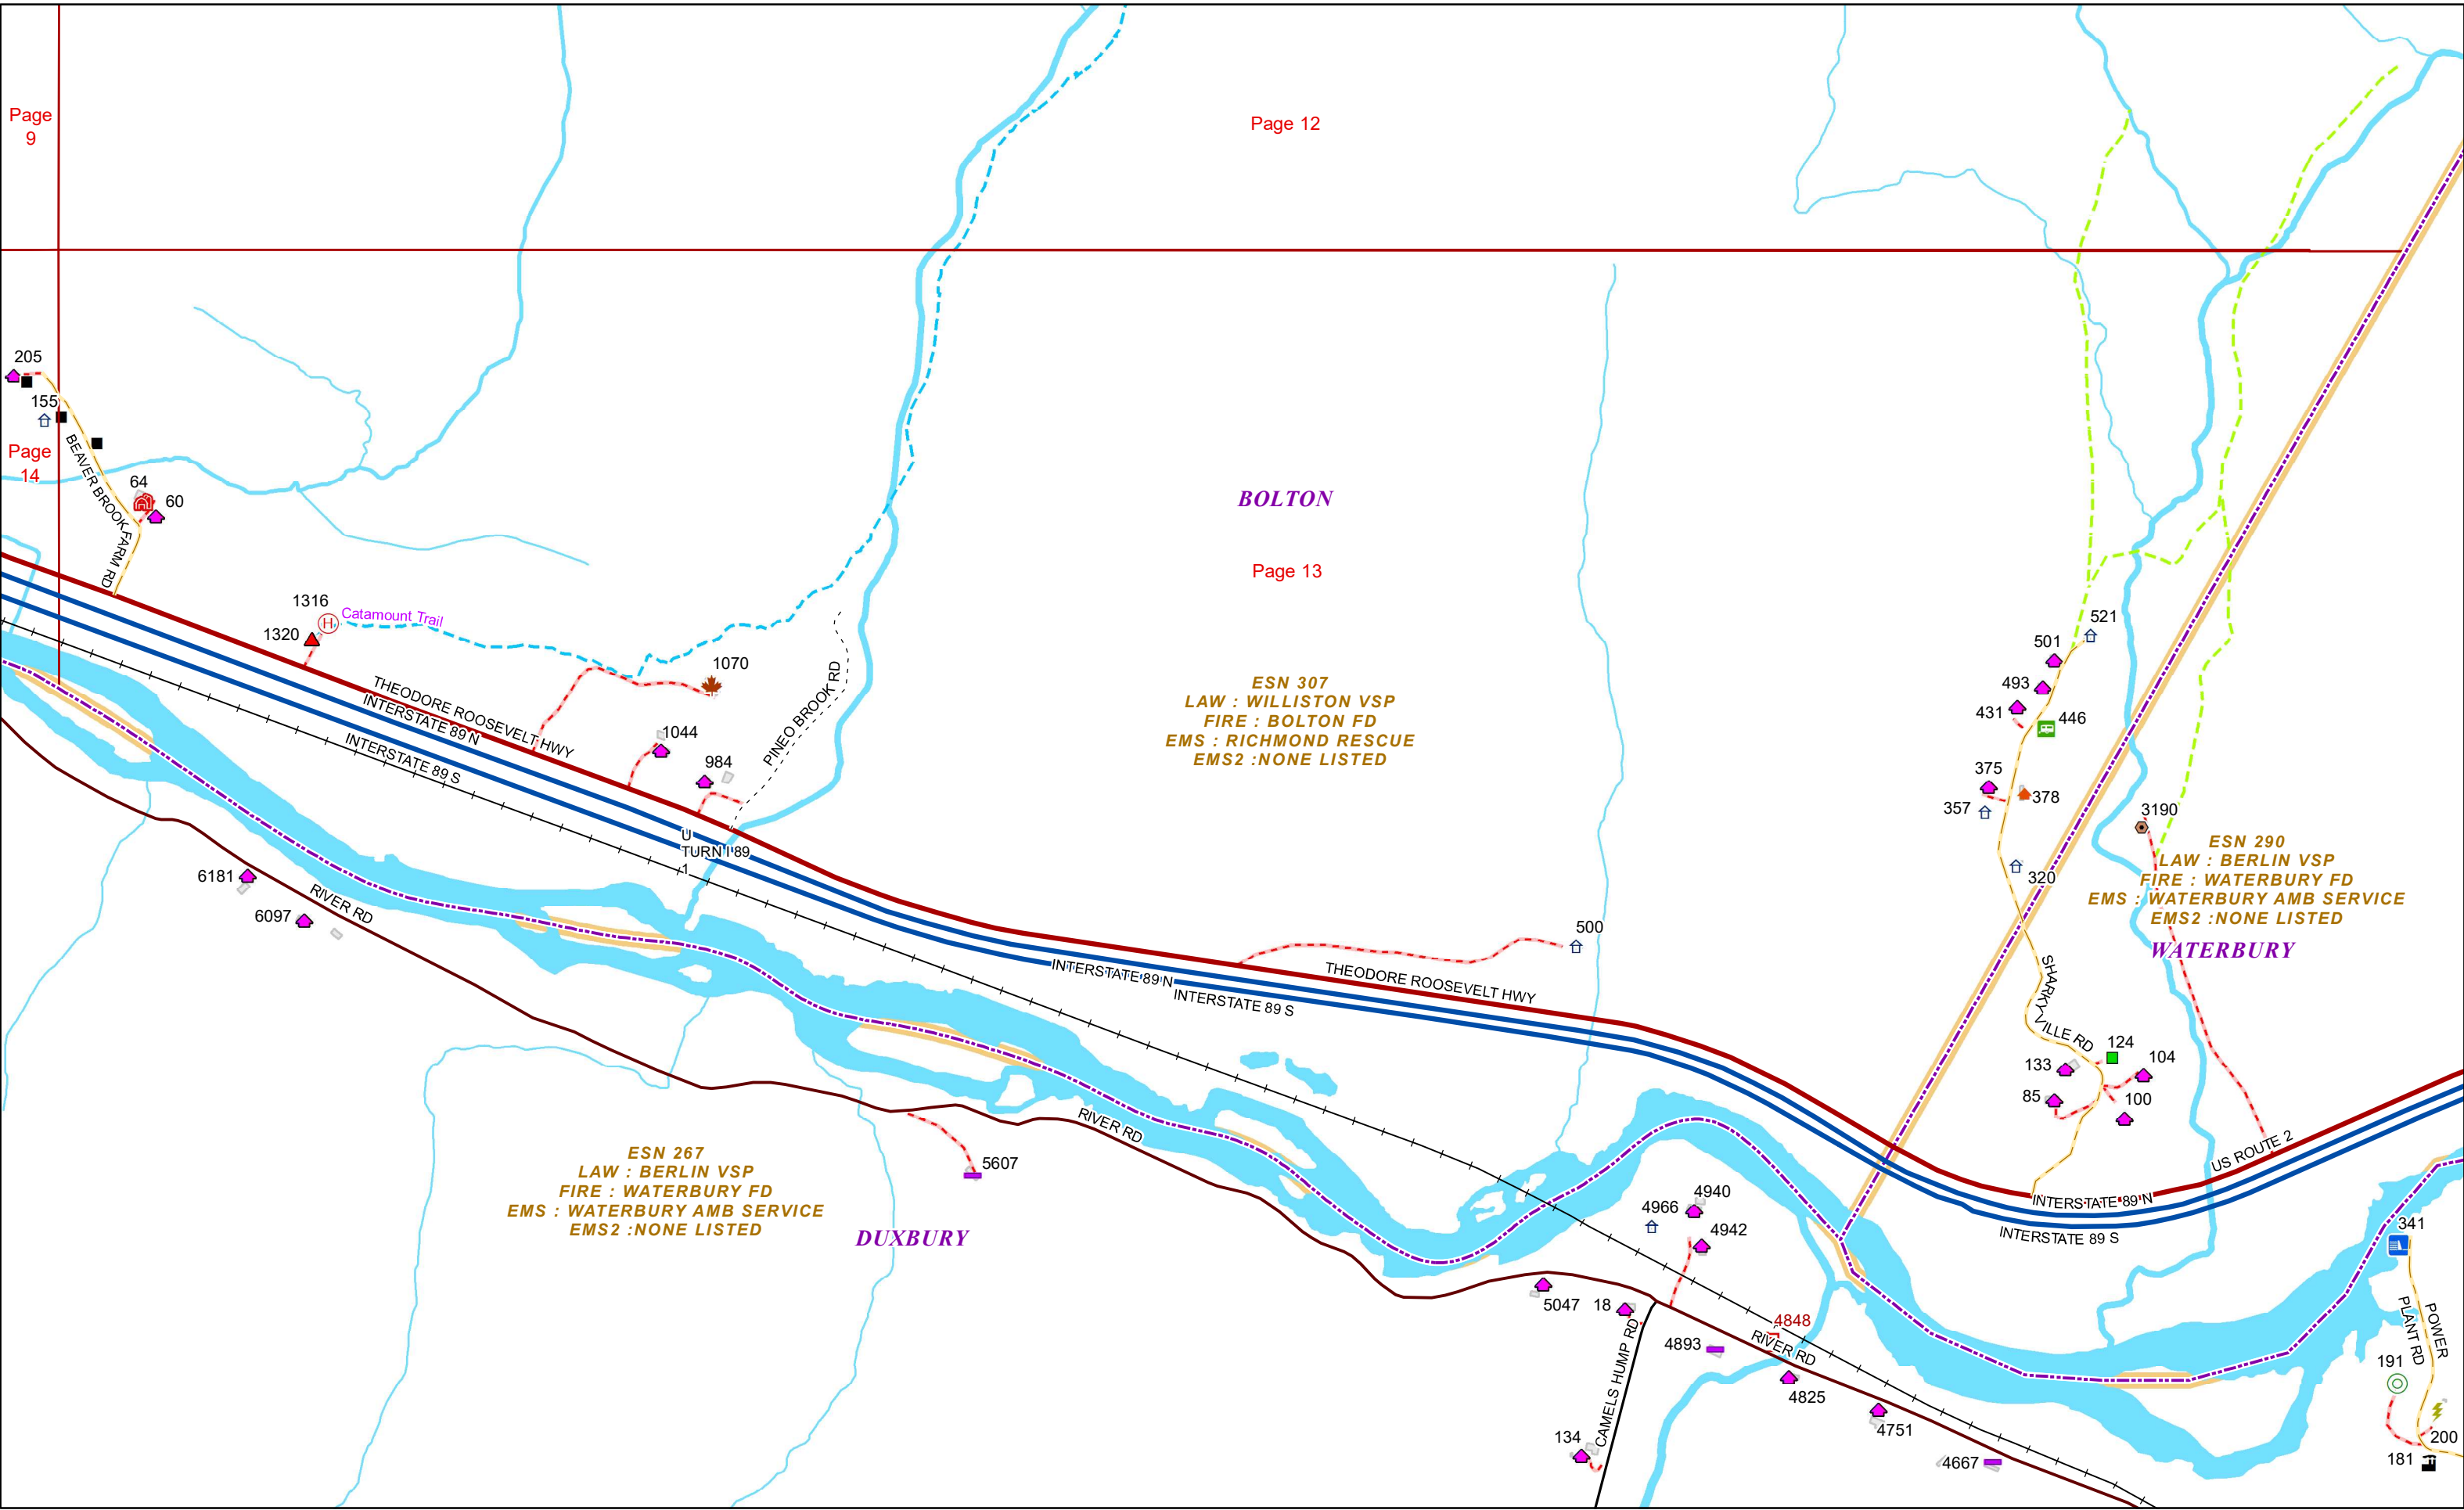 Page
9
Page 12
205
155
Page
14
BEAVER BROOK FARM RD
64
60
BOLTON
Page 13
1316
Catamount Trail
1320
1070
THEODORE ROOSEVELT HWY
INTERSTATE 89 N
INTERSTATE 89 S
1044
984
PINEO BROOK RD
U
TURN I 89
1
ESN 307
LAW : WILLISTON VSP
FIRE : BOLTON FD
EMS : RICHMOND RESCUE
EMS2 :NONE LISTED
521
501
493
431
446
375
378
357
3190
320
ESN 290
LAW : BERLIN VSP
FIRE : WATERBURY FD
EMS : WATERBURY AMB SERVICE
EMS2 :NONE LISTED
WATERBURY
6181
6097
RIVER RD
500
INTERSTATE 89 N
THEODORE ROOSEVELT HWY
INTERSTATE 89 S
SHARKYVILLE RD
124
104
133
85
100
US ROUTE 2
RIVER RD
5607
ESN 267
LAW : BERLIN VSP
FIRE : WATERBURY FD
EMS : WATERBURY AMB SERVICE
EMS2 :NONE LISTED
DUXBURY
4940
4966
4942
INTERSTATE 89 N
INTERSTATE 89 S
341
5047
18
4848
RIVER RD
4893
CAMELS HUMP RD
4825
POWER
PLANT RD
191
134
4751
4667
200
181